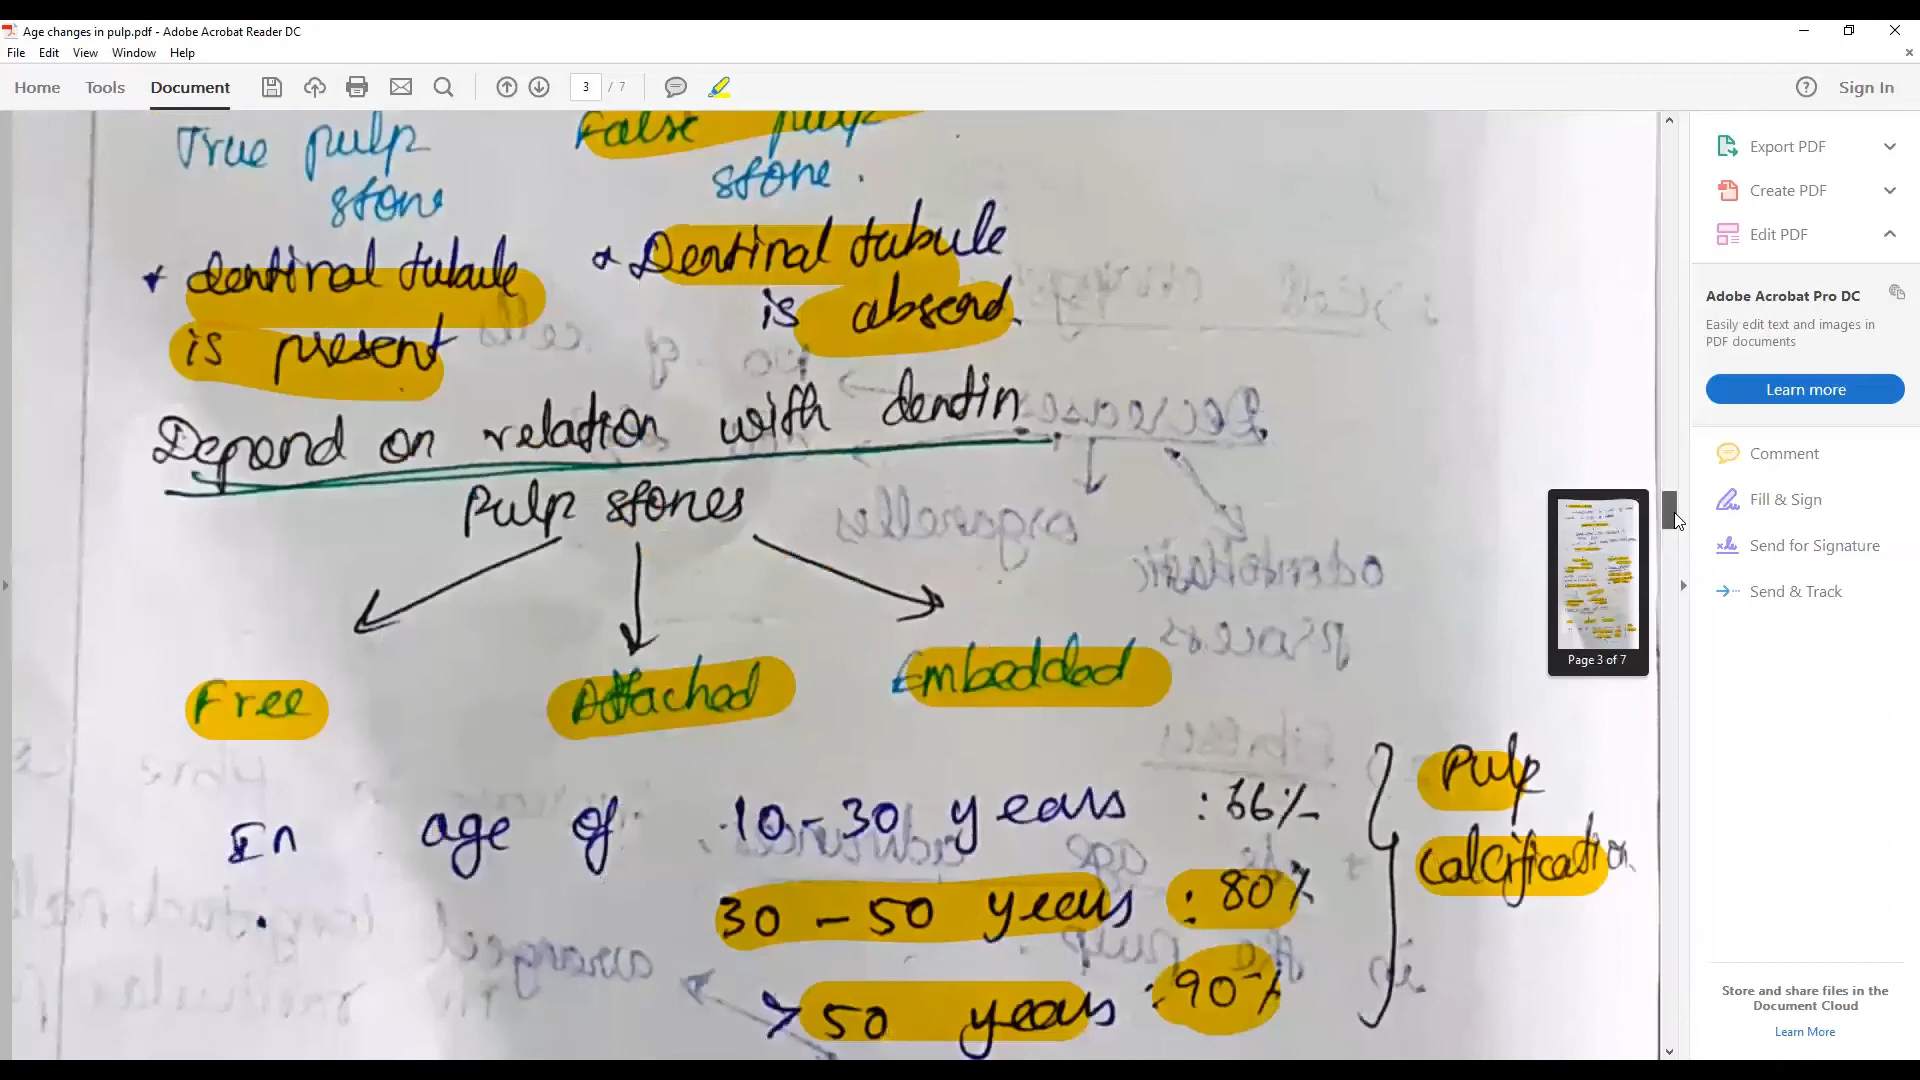 Age changes in pulp.pdf - Adobe Acrobat Reader DC
File Edit View Window Help
Home Tools Document 3 / 7 Sign In
True pulp stone
False pulp stone.
dentinal tubule is present
Dentinal tubule is absend.
Depend on relation with dentin.
Pulp stones
Free Attached Embedded
In age of 10-30 years : 66%
30 - 50 years : 80%
> 50 years : 90%
Pulp calcification
Page 3 of 7
Export PDF
Create PDF
Edit PDF
Adobe Acrobat Pro DC
Easily edit text and images in
PDF documents
Learn more
Comment
Fill & Sign
Send for Signature
Send & Track
Store and share files in the
Document Cloud
Learn More